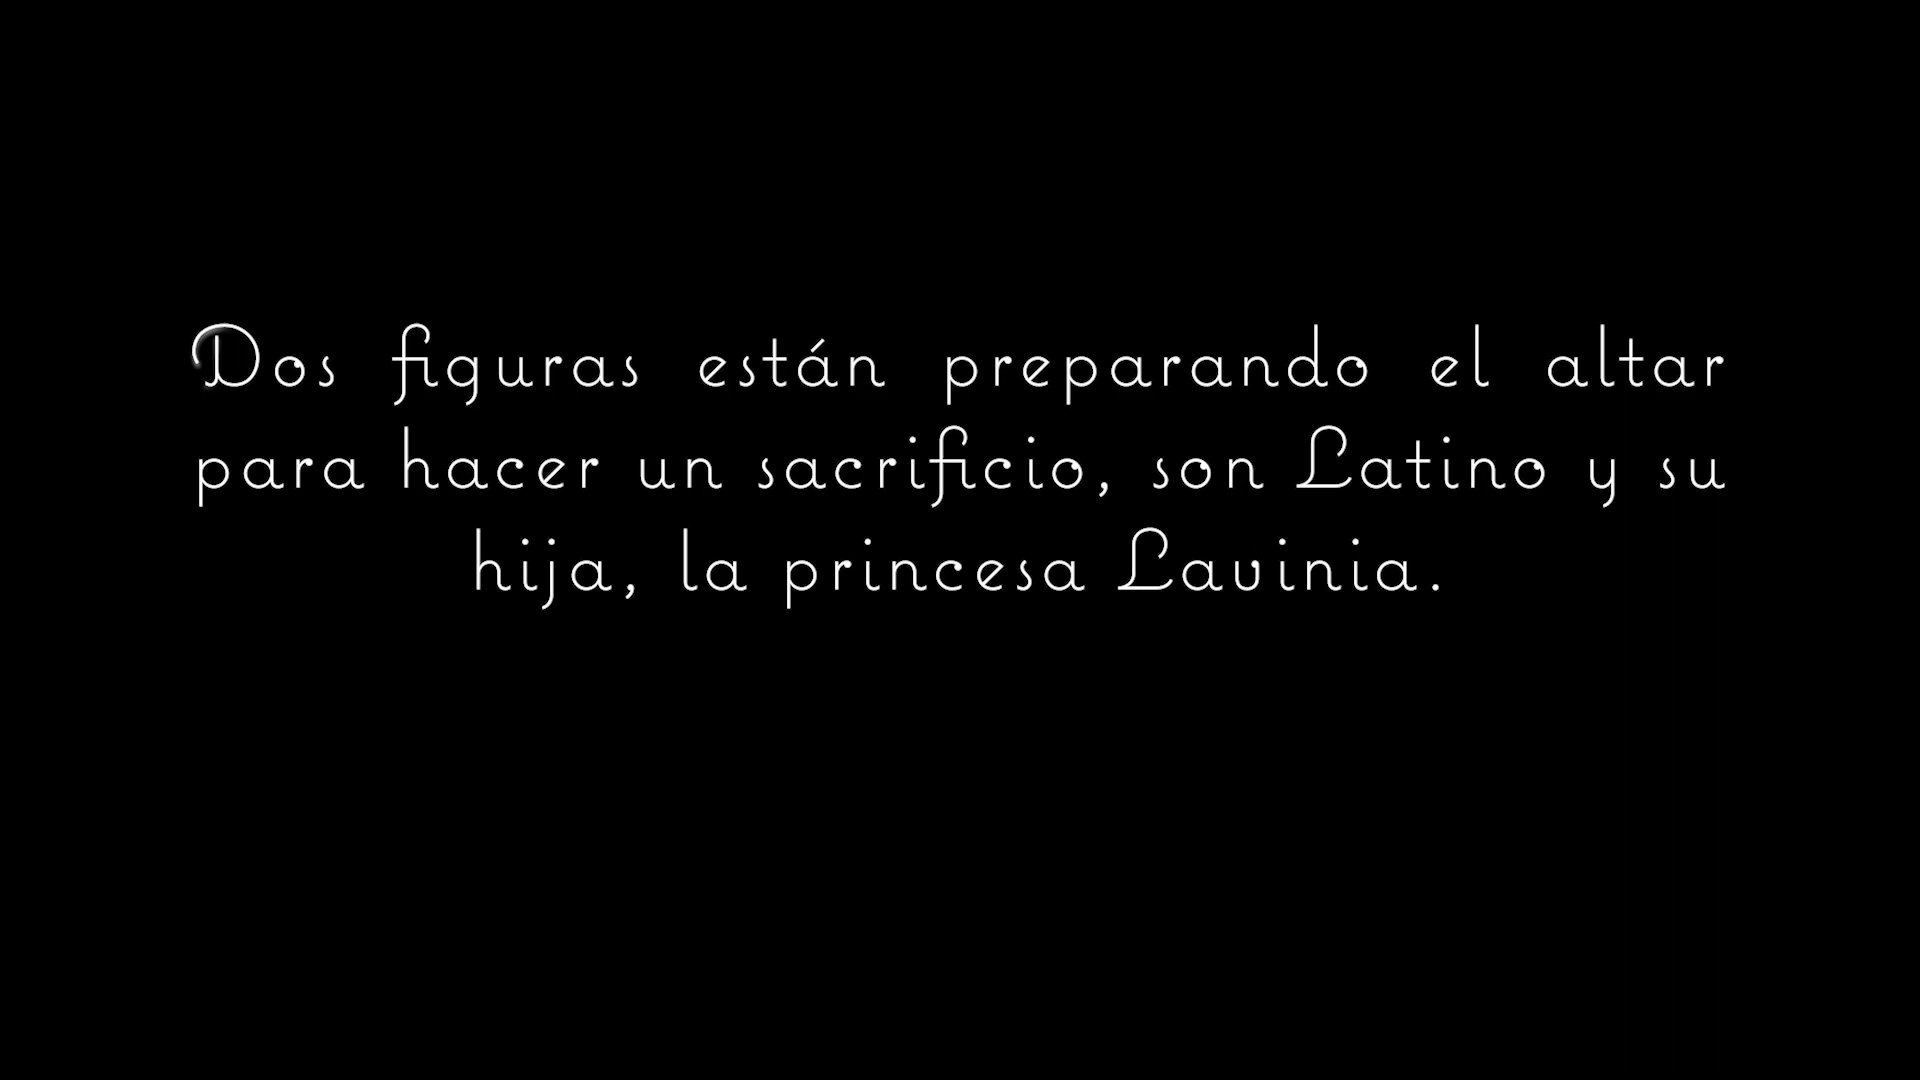 Dos figuras están preparando el altar
para hacer un sacrificio, son Latino y su
hija, la princesa Lavinia.